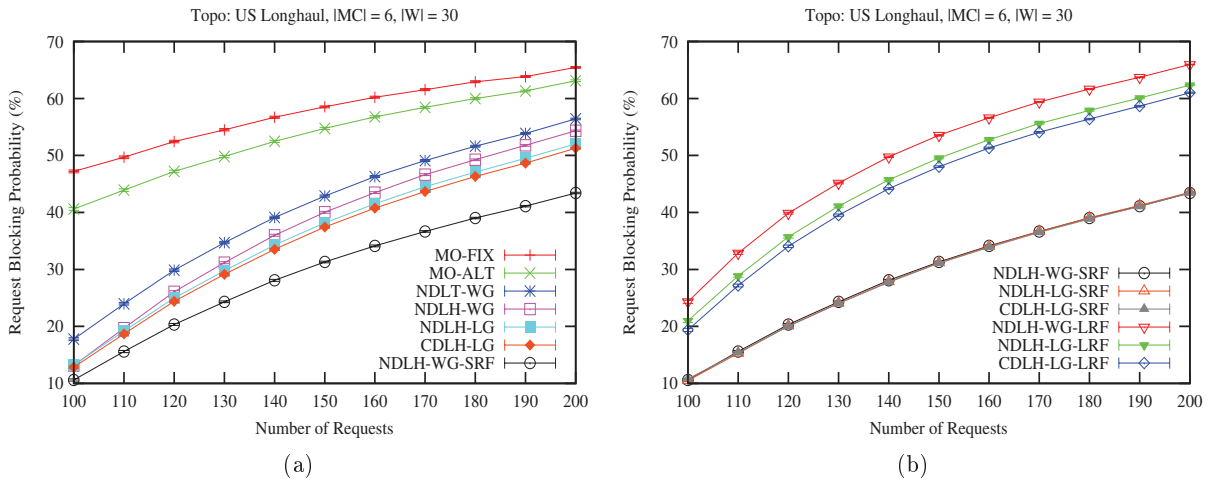 Topo: US Longhaul, |MC| = 6, |W| = 30
Request Blocking Probability (%)
70
60
50
40
30
20
10
MO-FIX
MO-ALT
NDLT-WG
NDLH-WG
NDLH-LG
CDLH-LG
NDLH-WG-SRF
100 110 120 130 140 150 160 170 180 190 200
Number of Requests
(a)
Topo: US Longhaul, |MC| = 6, |W| = 30
Request Blocking Probability (%)
70
60
50
40
30
20
10
NDLH-WG-SRF
NDLH-LG-SRF
CDLH-LG-SRF
NDLH-WG-LRF
NDLH-LG-LRF
CDLH-LG-LRF
100 110 120 130 140 150 160 170 180 190 200
Number of Requests
(b)